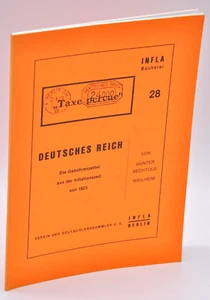 INFLA
Bücherei
„Taxe percue"
28
DEUTSCHES REICH
Die Gebührenzettel
aus der Inflationszeit
von 1923
VON
GÜNTER
BECHTOLD
WEILHEIM
INFLA
BERLIN
VEREIN DER DEUTSCHLANDSAMMLER E.V.